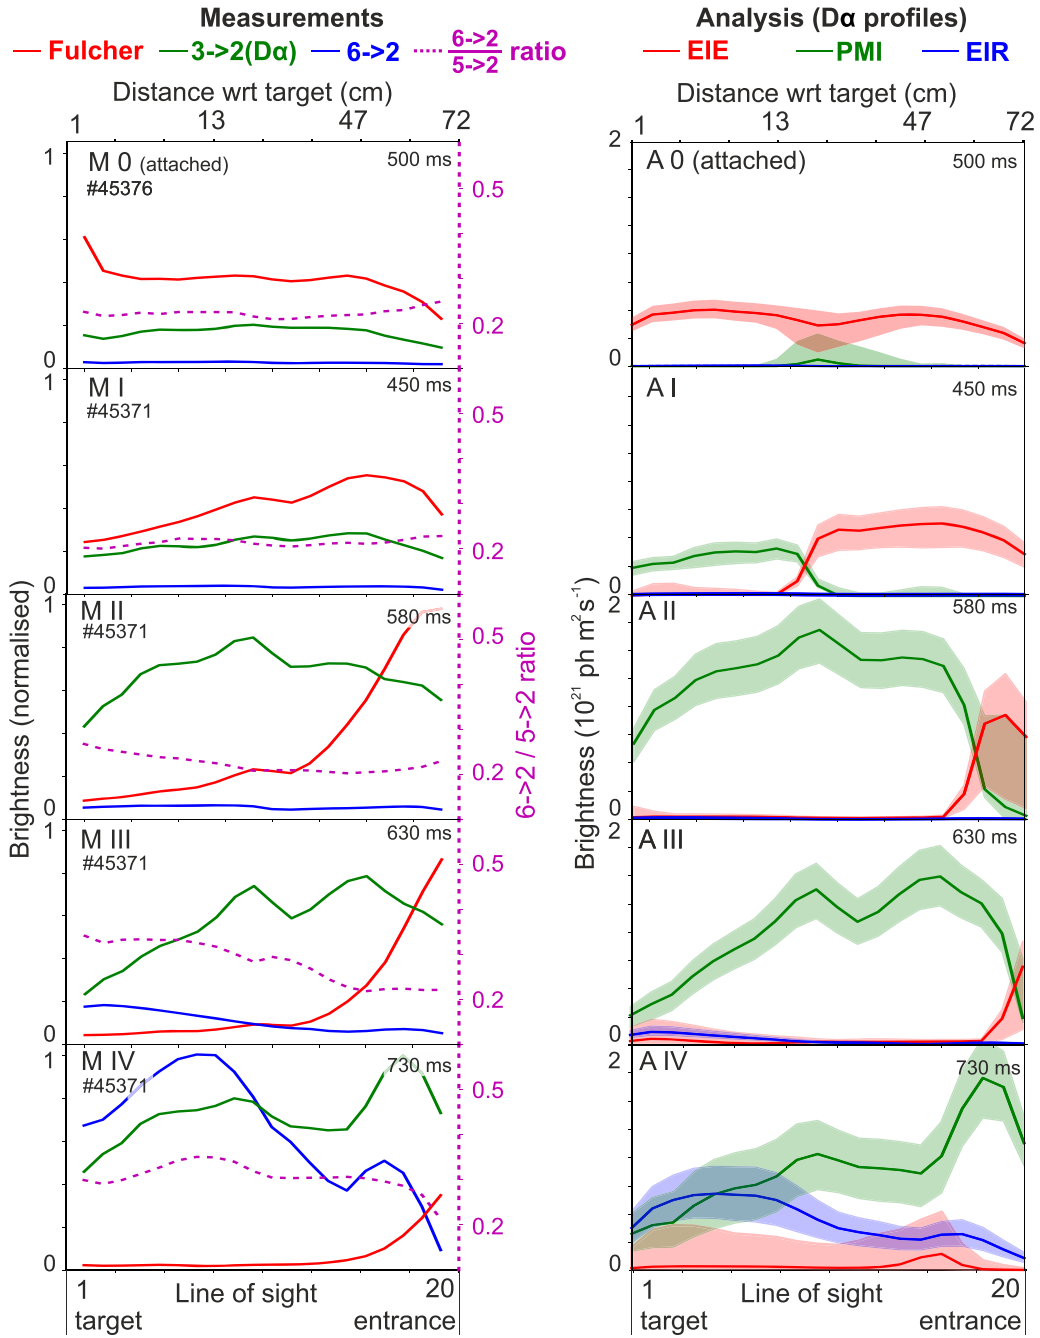 Measurements
Fulcher 3->2(Dα) 6->2 6->2 / 5->2 ratio
Distance wrt target (cm)
1 13 47 72
M 0 (attached) 500 ms
#45376
1
0
0.5
0.2
M I 450 ms
#45371
1
0
0.5
0.2
M II 580 ms
#45371
1
0
0.5
0.2
M III 630 ms
#45371
1
0
0.5
0.2
M IV 730 ms
#45371
1
0
0.5
0.2
Brightness (normalised)
6->2 / 5->2 ratio
1 Line of sight 20
target entrance
Analysis (Dα profiles)
EIE PMI EIR
Distance wrt target (cm)
1 13 47 72
A 0 (attached) 500 ms
2
0
A I 450 ms
0
A II 580 ms
2
0
A III 630 ms
2
0
A IV 730 ms
2
0
Brightness (10²¹ ph m²s⁻¹)
1 Line of sight 20
target entrance